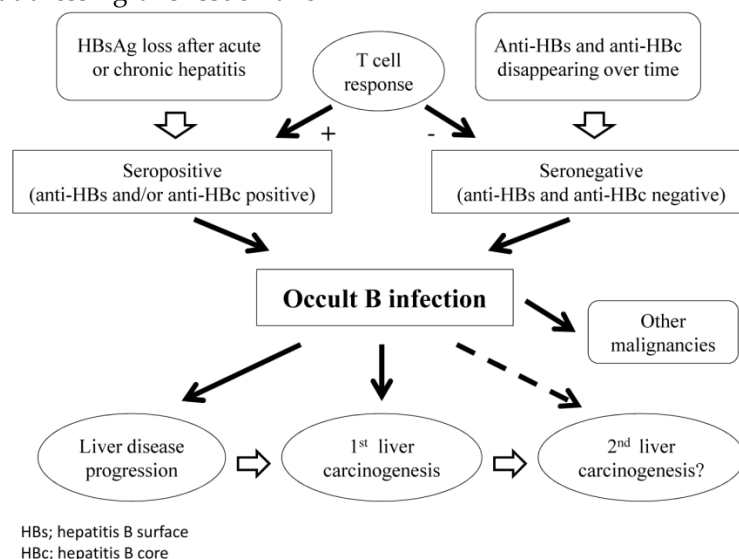 HBsAg loss after acute
or chronic hepatitis
T cell
response
Anti-HBs and anti-HBc
disappearing over time
+
-
Seropositive
(anti-HBs and/or anti-HBc positive)
Seronegative
(anti-HBs and anti-HBc negative)
Occult B infection
Other
malignancies
Liver disease
progression
1st liver
carcinogenesis
2nd liver
carcinogenesis?
HBs; hepatitis B surface
HBc; hepatitis B core